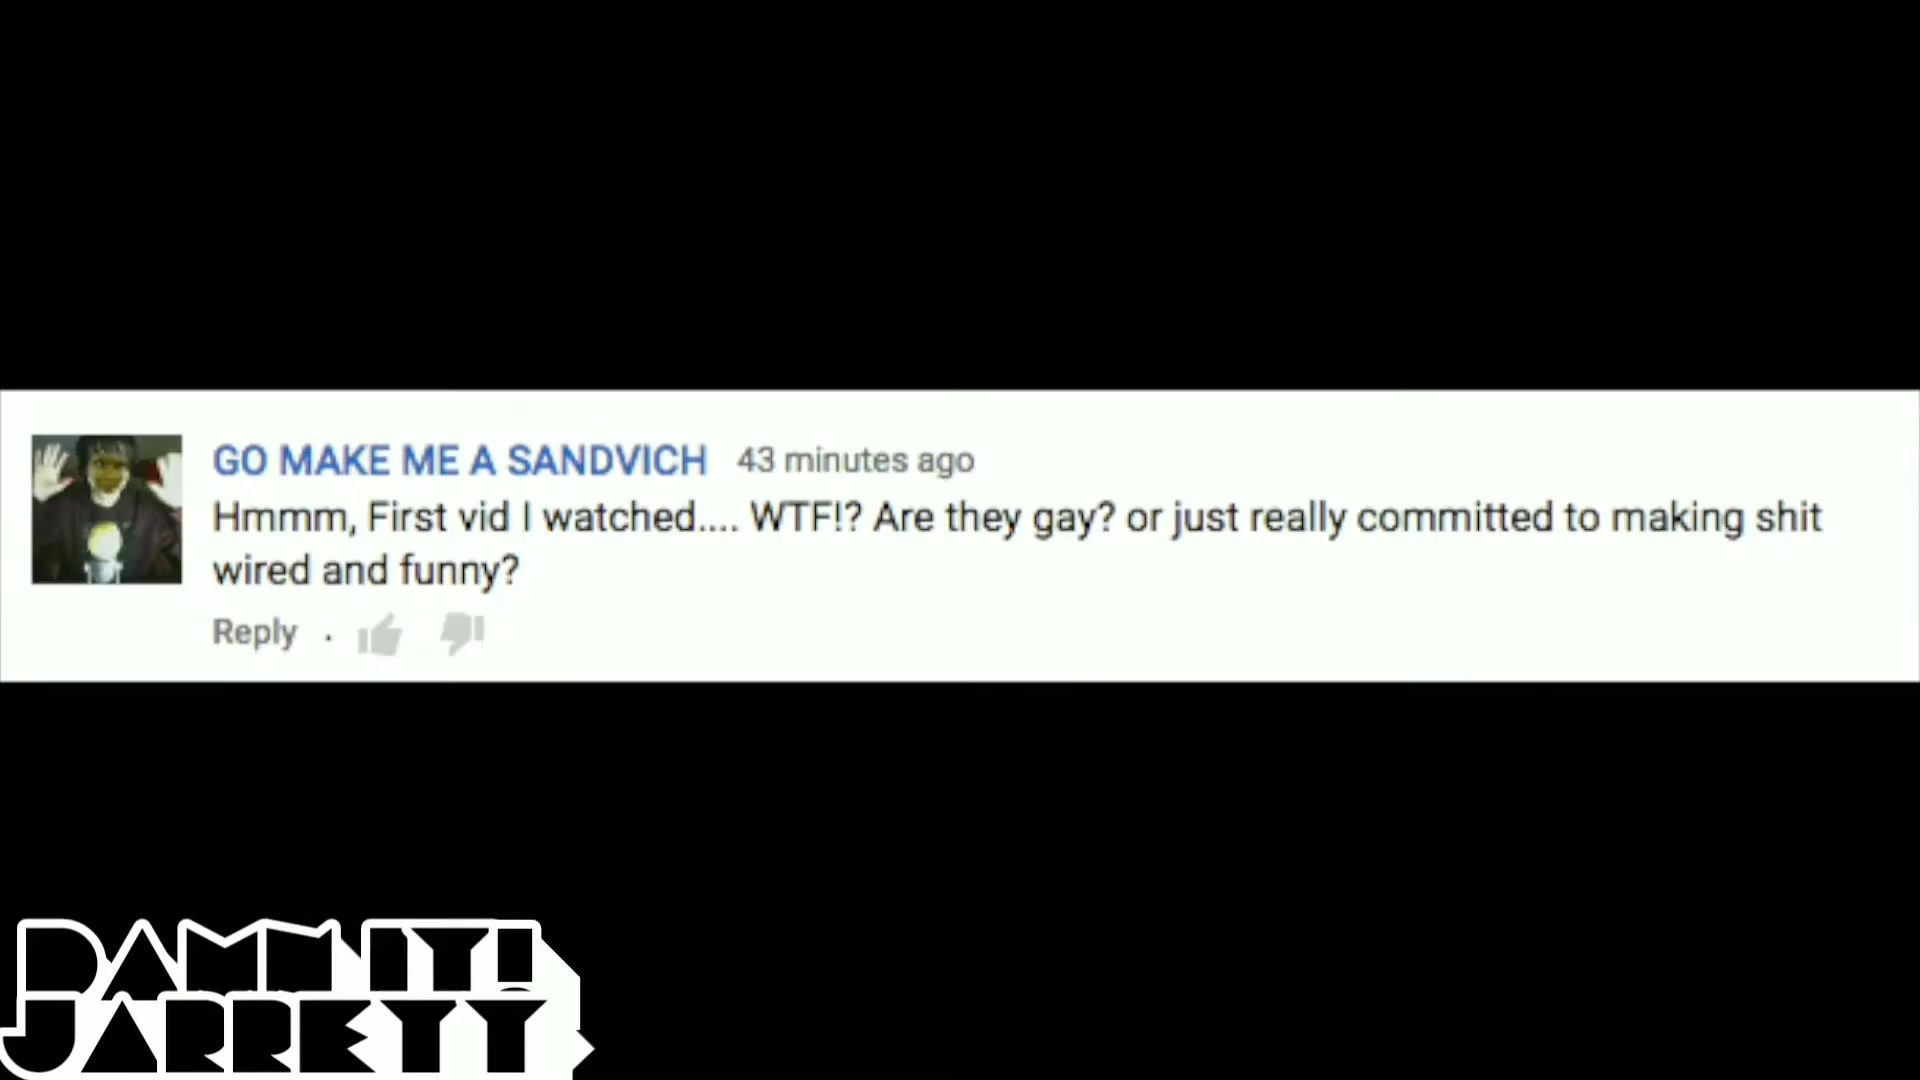 GO MAKE ME A SANDVICH 43 minutes ago
Hmmm, First vid I watched.... WTF!? Are they gay? or just really committed to making shit
wired and funny?
Reply .
DAMN IT!
JARRETT